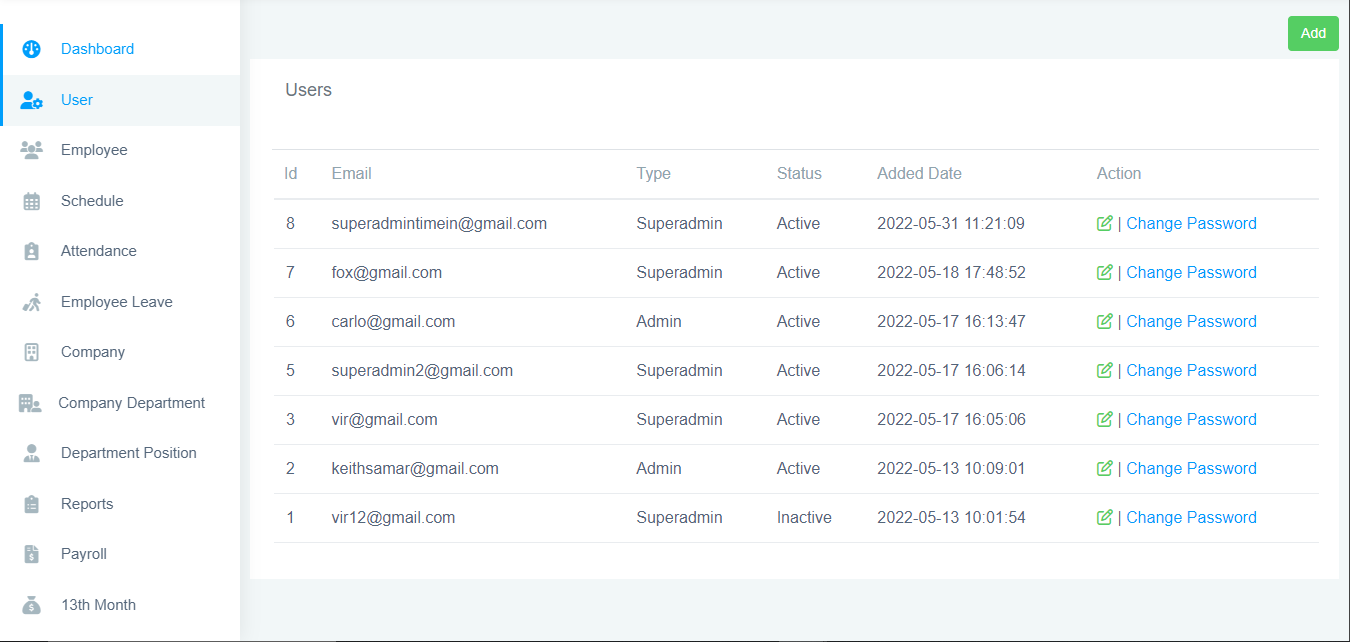 Add
Dashboard
User
Employee
Schedule
Attendance
Employee Leave
Company
Company Department
Department Position
Reports
Payroll
13th Month
Users
Id Email Type Status Added Date Action
8 superadmintimein@gmail.com Superadmin Active 2022-05-31 11:21:09 | Change Password
7 fox@gmail.com Superadmin Active 2022-05-18 17:48:52 | Change Password
6 carlo@gmail.com Admin Active 2022-05-17 16:13:47 | Change Password
5 superadmin2@gmail.com Superadmin Active 2022-05-17 16:06:14 | Change Password
3 vir@gmail.com Superadmin Active 2022-05-17 16:05:06 | Change Password
2 keithsamar@gmail.com Admin Active 2022-05-13 10:09:01 | Change Password
1 vir12@gmail.com Superadmin Inactive 2022-05-13 10:01:54 | Change Password